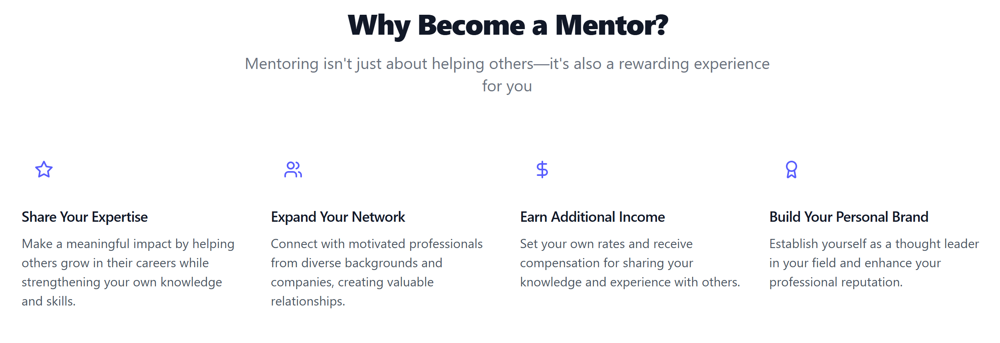 Why Become a Mentor?
Mentoring isn't just about helping others—it's also a rewarding experience
for you
Share Your Expertise
Make a meaningful impact by helping
others grow in their careers while
strengthening your own knowledge
and skills.
Expand Your Network
Connect with motivated professionals
from diverse backgrounds and
companies, creating valuable
relationships.
Earn Additional Income
Set your own rates and receive
compensation for sharing your
knowledge and experience with others.
Build Your Personal Brand
Establish yourself as a thought leader
in your field and enhance your
professional reputation.